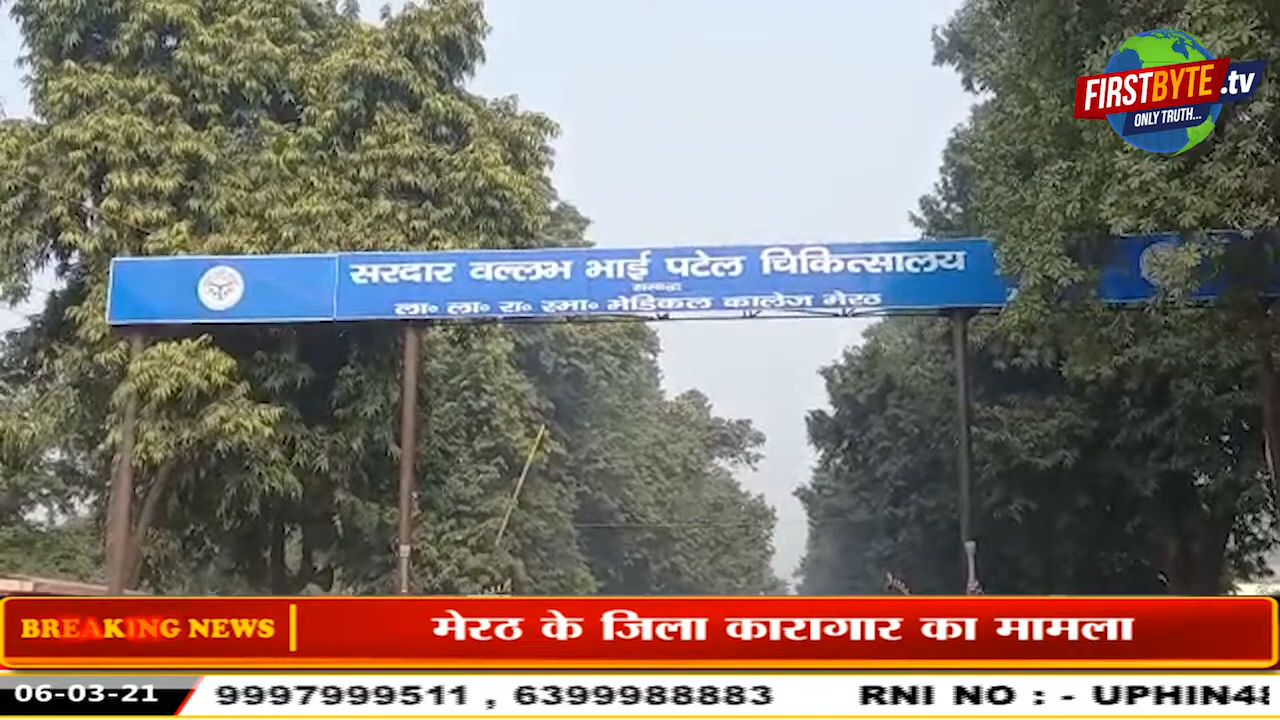 FIRSTBYTE.tv
ONLY TRUTH...
सरदार वल्लभ भाई पटेल चिकित्सालय
सम्बद्ध
ला॰ ला॰ रा॰ स्मा॰ मेडिकल कालेज मेरठ
BREAKING NEWS मेरठ के जिला कारागार का मामला
06-03-21 9997999511 , 6399988883 RNI NO : - UPHIN48